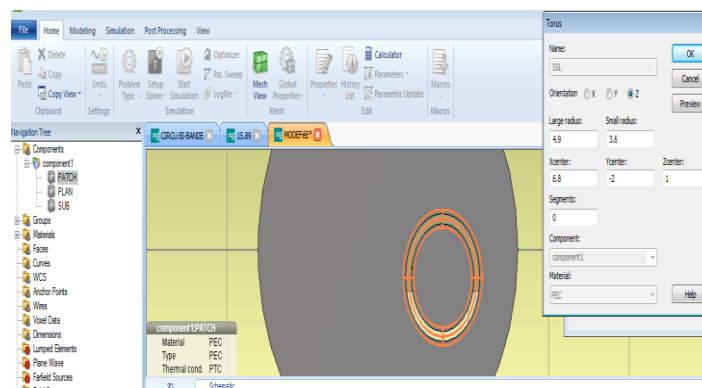 File Home Modeling Simulation Post Processing View
Paste
Delete
Copy
Copy View
Clipboard
Units
Settings
Problem Type
Setup Solver
Start Simulation
Optimizer
Par. Sweep
Logfile
Simulation
Mesh View
Global Properties
Mesh
Properties
History List
Calculator
Parameters
Parametric Update
Edit
Macros
Macros
Navigation Tree X
Components
component1
PATCH
PLAN
SUB
Groups
Materials
Faces
Curves
WCS
Anchor Points
Wires
Voxel Data
Dimensions
Lumped Elements
Plane Wave
Farfield Sources
CIRCU BI-BANDE
15.89
MODEFéE*
component1:PATCH
Material PEC
Type PEC
Thermal cond. PTC
3D Schematic
Torus
Name:
SSL
Orientation X Y Z
Large radius: Small radius:
4.9 3.6
Xcenter: Ycenter: Zcenter:
6.8 -2 1
Segments:
0
Component:
component1
Material:
PEC
OK
Cancel
Preview
Help